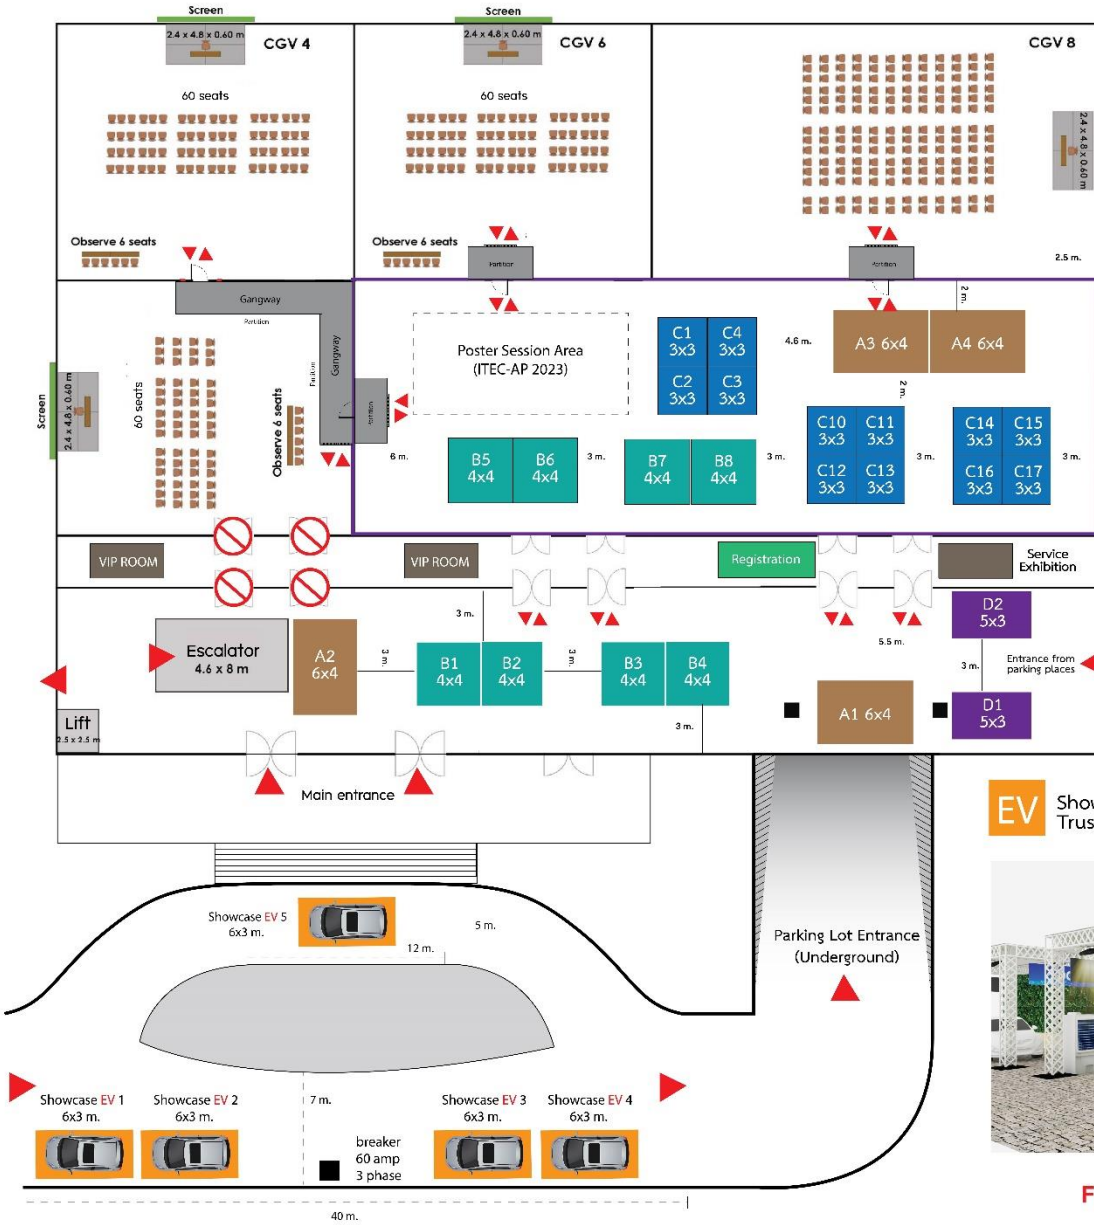 Screen
2.4 x 4.8 x 0.60 m
CGV 4
60 seats
Observe 6 seats
Screen
2.4 x 4.8 x 0.60 m
CGV 6
60 seats
Observe 6 seats
Partition
CGV 8
2.4 x 4.8 x 0.60 m
Partition
2.5 m.
Gangway
Partition
Gangway
Partition
Partition
Screen
2.4 x 4.8 x 0.60 m
60 seats
Observe 6 seats
Poster Session Area
(ITEC-AP 2023)
C1
3x3
C4
3x3
C2
3x3
C3
3x3
4.6 m.
2 m.
A3 6x4
A4 6x4
2 m.
6 m.
B5
4x4
B6
4x4
3 m.
B7
4x4
B8
4x4
3 m.
C10
3x3
C11
3x3
C12
3x3
C13
3x3
3 m.
C14
3x3
C15
3x3
C16
3x3
C17
3x3
3 m.
VIP ROOM
VIP ROOM
Registration
Service
Exhibition
Escalator
4.6 x 8 m
A2
6x4
3 m.
3 m.
B1
4x4
B2
4x4
3 m.
B3
4x4
B4
4x4
3 m.
5.5 m.
D2
5x3
3 m.
Entrance from
parking places
A1 6x4
D1
5x3
Lift
2.5 x 2.5 m
Main entrance
EV
Parking Lot Entrance
(Underground)
Showcase EV 5
6x3 m.
5 m.
12 m.
Showcase EV 1
6x3 m.
Showcase EV 2
6x3 m.
7 m.
Showcase EV 3
6x3 m.
Showcase EV 4
6x3 m.
breaker
60 amp
3 phase
40 m.